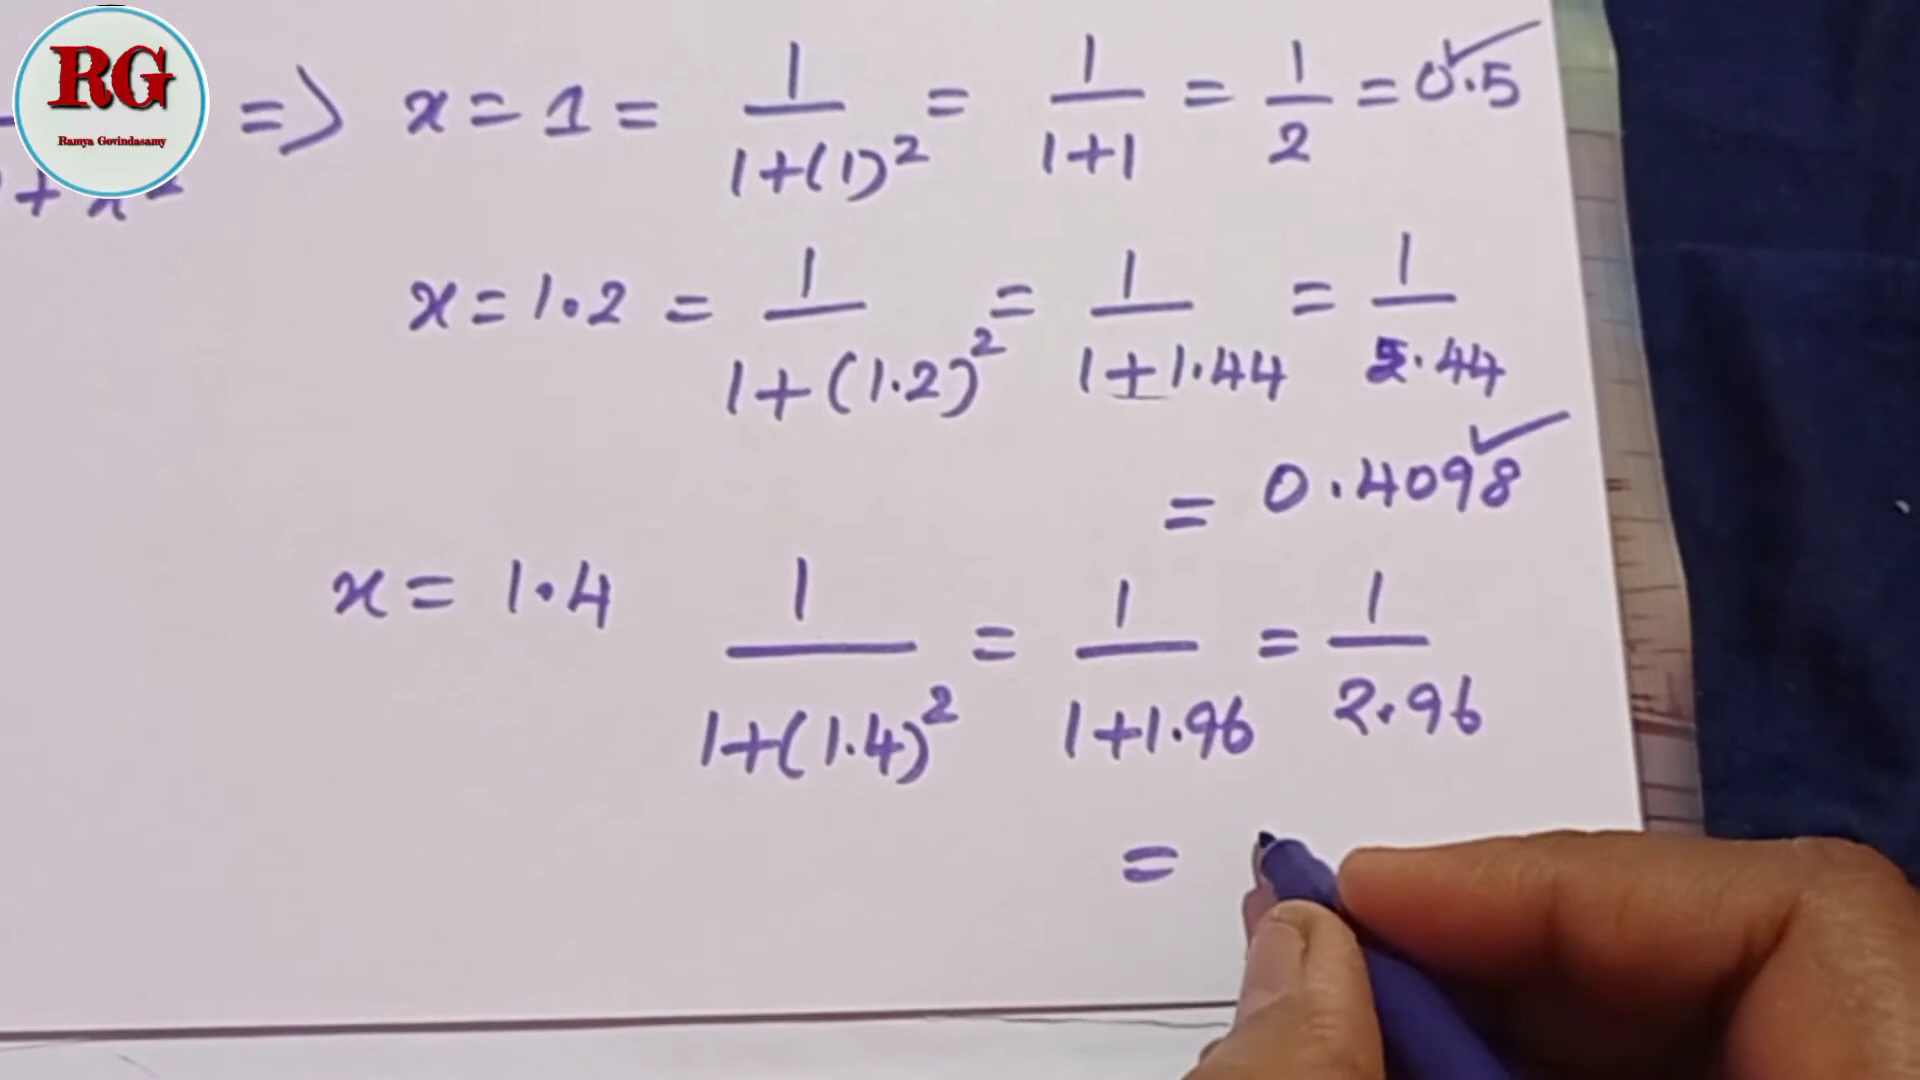 RG
Ramya Govindasamy
=> x = 1 = 1/(1+(1)²) = 1/(1+1) = 1/2 = 0.5 ✓
x = 1.2 = 1/(1+(1.2)²) = 1/(1+1.44) = 1/2.44
= 0.4098 ✓
x = 1.4 1/(1+(1.4)²) = 1/(1+1.96) = 1/2.96
=